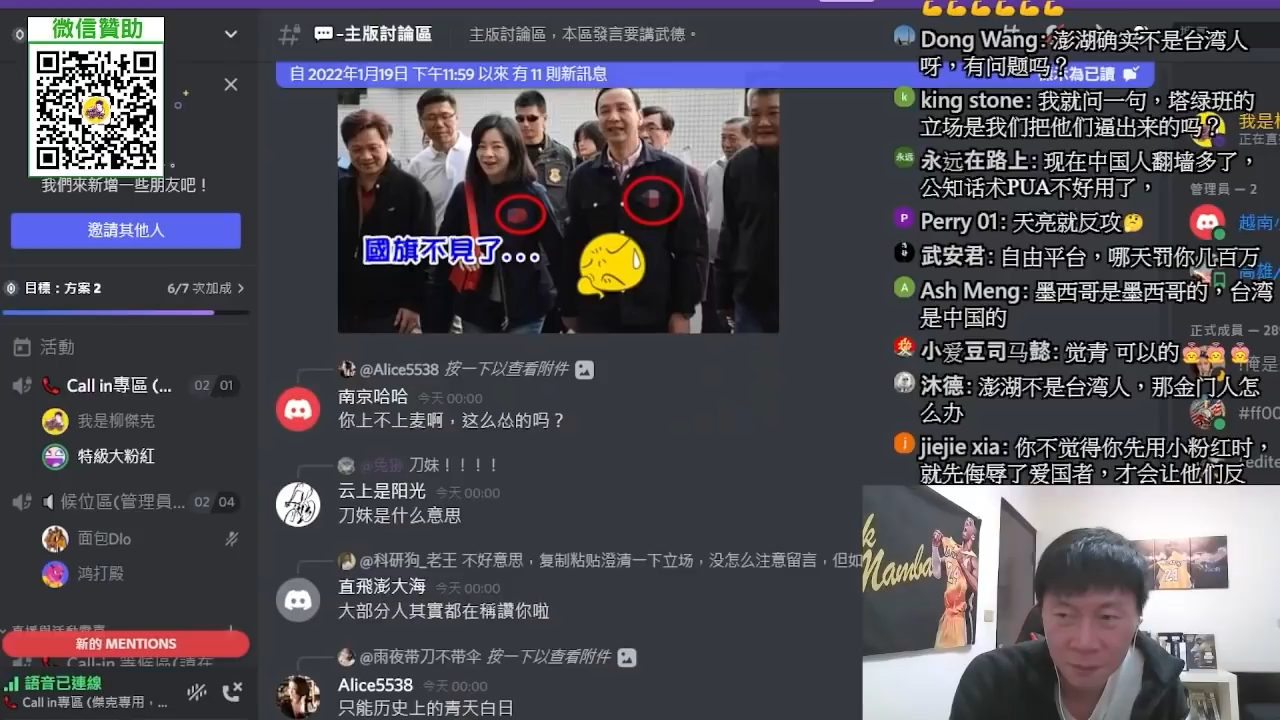 微信贊助
我們來新增一些朋友吧！
邀請其他人
目標：方案 2
6/7 次加成
活動
Call in專區 (...
02 01
我是柳傑克
特級大粉紅
候位區(管理員...
02 04
面包Dlo
鸿打殿
新的 MENTIONS
語音已連線
Call in專區 (傑克專用，...
-主版討論區
主版討論區，本區發言要講武德。
自 2022年1月19日 下午11:59 以來 有 11 則新訊息
為已讀
國旗不見了...
@Alice5538 按一下以查看附件
南京哈哈 今天 00:00
你上不上麦啊，这么怂的吗？
刀妹！！！！
云上是阳光 今天 00:00
刀妹是什么意思
@科研狗_老王 不好意思，复制粘贴澄清一下立场，没怎么注意留言，但如
直飛澎大海 今天 00:00
大部分人其實都在稱讚你啦
@雨夜带刀不带伞 按一下以查看附件
Alice5538 今天 00:00
只能历史上的青天白日
Dong Wang: 澎湖确实不是台湾人
呀，有问题吗？
king stone: 我就问一句，塔绿班的
立场是我们把他们逼出来的吗？
永远在路上: 现在中国人翻墙多了，
公知话术PUA不好用了，
Perry 01: 天亮就反攻🤔
武安君: 自由平台，哪天罚你几百万
Ash Meng: 墨西哥是墨西哥的，台湾
是中国的
小爱豆司马懿: 觉青 可以的
沐德: 澎湖不是台湾人，那金门人怎
么办
jiejie xia: 你不觉得你先用小粉红时，
就先侮辱了爱国者，才会让他们反
我是
正在直
管理員 — 2
越南小
高雄
正式成員 — 28
#ff00
Mamba